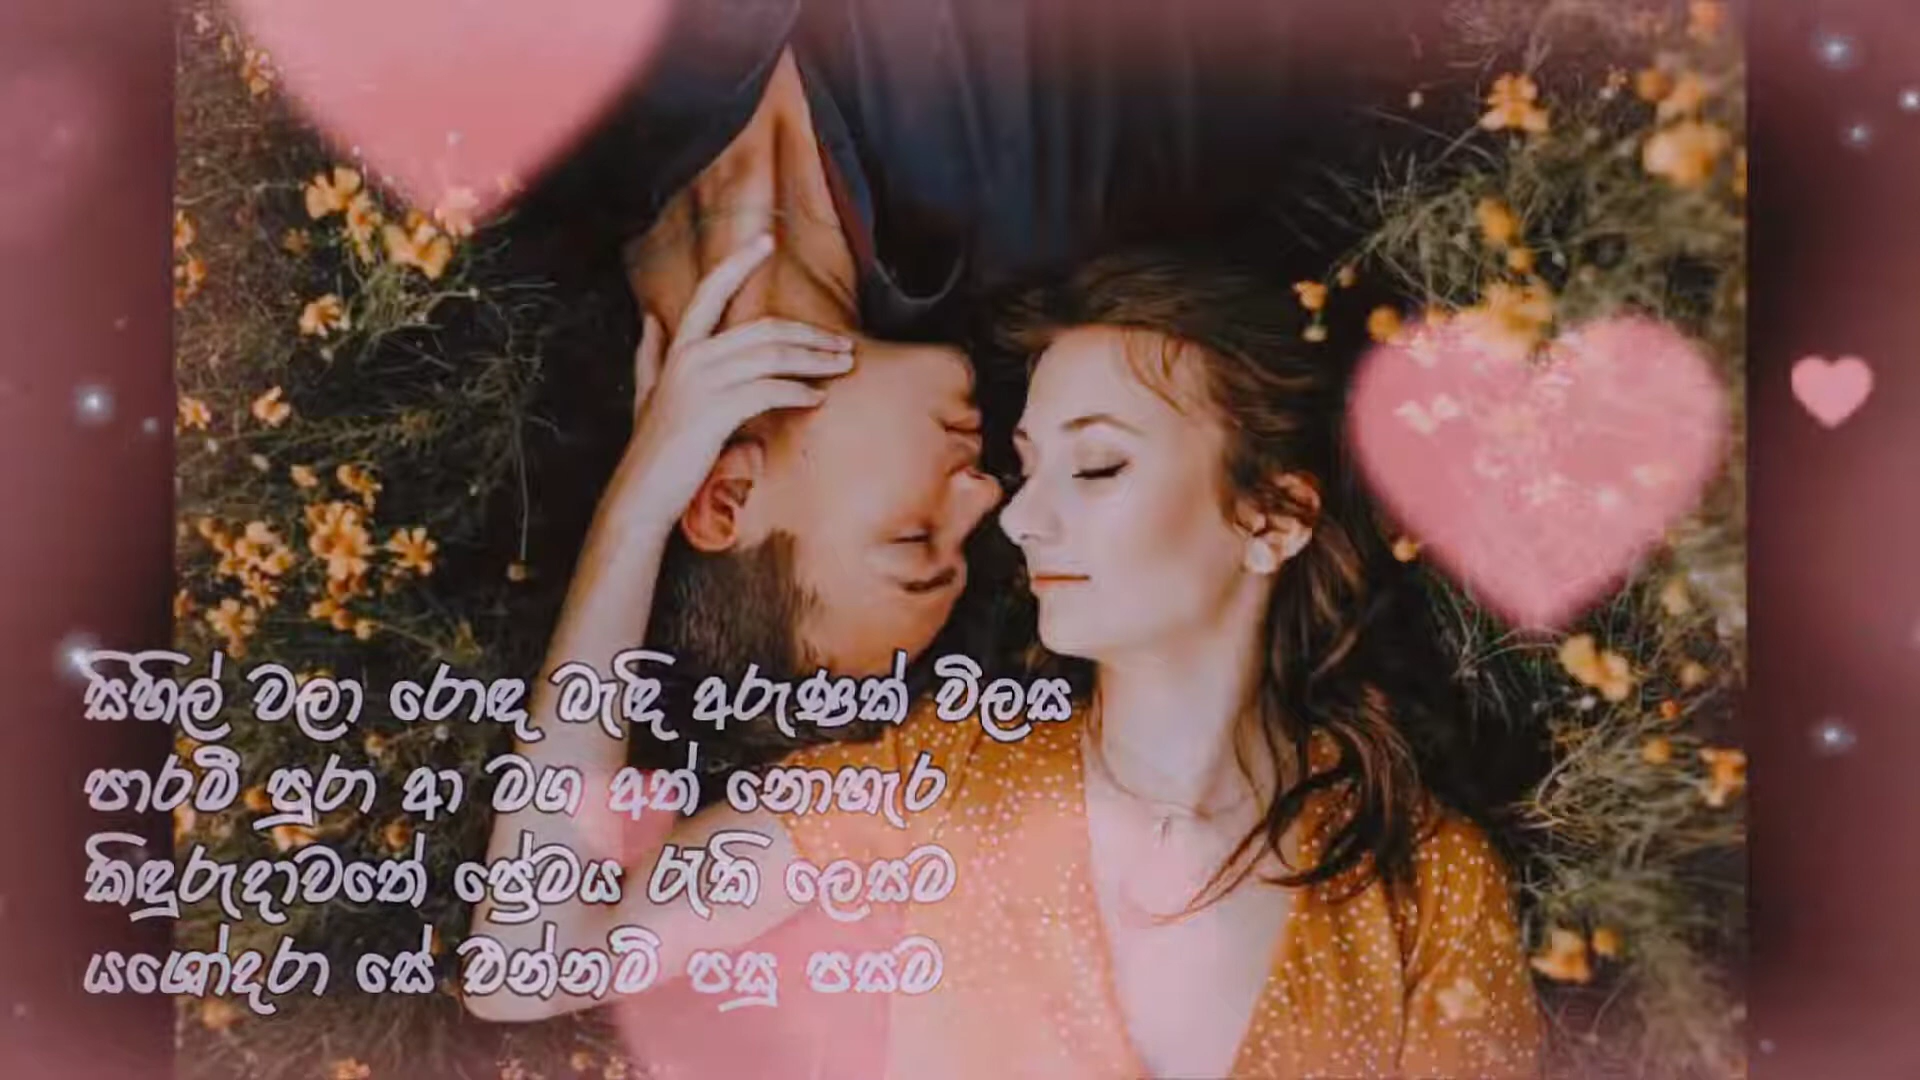 සිහිල් වලා රොඳ බැඳි අරුණක් විලස
පාරමී පුරා ආ මග අත් නොහැර
කිඳුරුදාවතේ ප්‍රේමය රැකි ලෙසම
යශෝදරා සේ එන්නම් පසු පසම